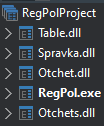 RegPolProject
Table.dll
Spravka.dll
Otchet.dll
RegPol.exe
Otchets.dll